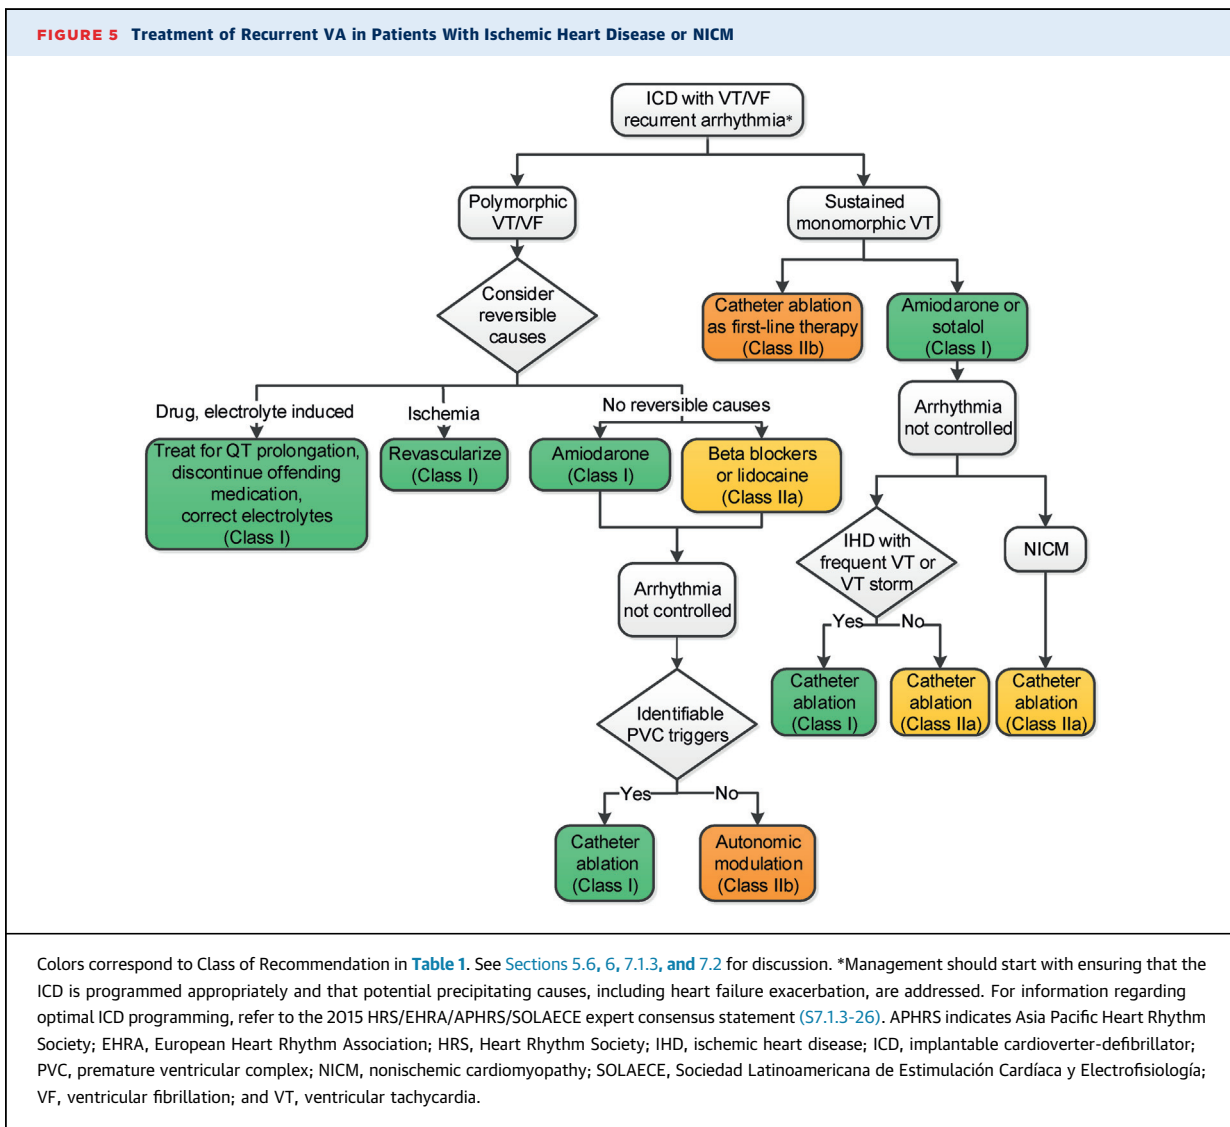 FIGURE 5 Treatment of Recurrent VA in Patients With Ischemic Heart Disease or NICM
ICD with VT/VF
recurrent arrhythmia*
Polymorphic
VT/VF
Sustained
monomorphic VT
Consider
reversible
causes
Catheter ablation
as first-line therapy
(Class IIb)
Amiodarone or
sotalol
(Class I)
Drug, electrolyte induced
Ischemia
No reversible causes
Arrhythmia
not controlled
Treat for QT prolongation,
discontinue offending
medication,
correct electrolytes
(Class I)
Revascularize
(Class I)
Amiodarone
(Class I)
Beta blockers
or lidocaine
(Class IIa)
IHD with
frequent VT or
VT storm
NICM
Arrhythmia
not controlled
Yes
No
Catheter
ablation
(Class I)
Catheter
ablation
(Class IIa)
Catheter
ablation
(Class IIa)
Identifiable
PVC triggers
Yes
No
Catheter
ablation
(Class I)
Autonomic
modulation
(Class IIb)
Colors correspond to Class of Recommendation in Table 1. See Sections 5.6, 6, 7.1.3, and 7.2 for discussion. *Management should start with ensuring that the
ICD is programmed appropriately and that potential precipitating causes, including heart failure exacerbation, are addressed. For information regarding
optimal ICD programming, refer to the 2015 HRS/EHRA/APHRS/SOLAECE expert consensus statement (S7.1.3-26). APHRS indicates Asia Pacific Heart Rhythm
Society; EHRA, European Heart Rhythm Association; HRS, Heart Rhythm Society; IHD, ischemic heart disease; ICD, implantable cardioverter-defibrillator;
PVC, premature ventricular complex; NICM, nonischemic cardiomyopathy; SOLAECE, Sociedad Latinoamericana de Estimulación Cardíaca y Electrofisiología;
VF, ventricular fibrillation; and VT, ventricular tachycardia.